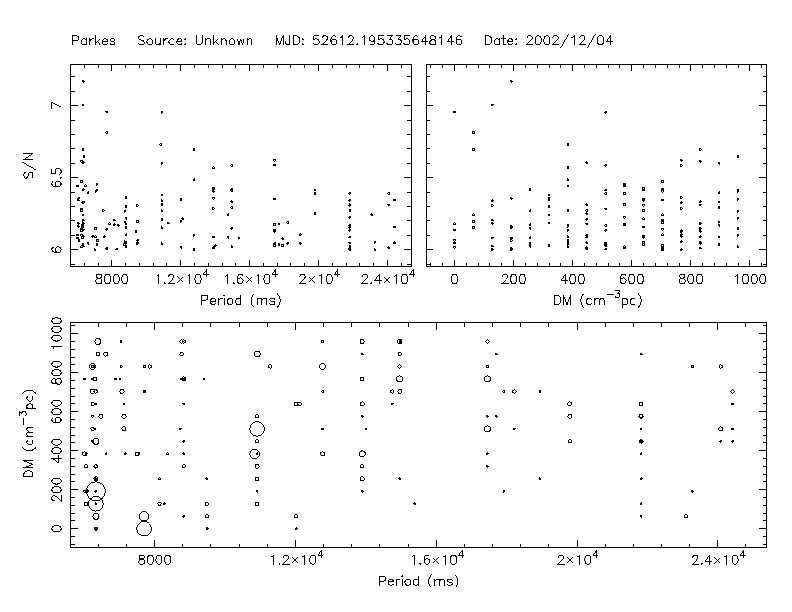 Parkes Source: Unknown MJD: 52612.195335648146 Date: 2002/12/04
S/N
7
6.5
6
8000 1.2×10⁴ 1.6×10⁴ 2×10⁴ 2.4×10⁴
Period (ms)
0 200 400 600 800 1000
DM (cm⁻³pc)
DM (cm⁻³pc)
1000
800
600
400
200
0
8000 1.2×10⁴ 1.6×10⁴ 2×10⁴ 2.4×10⁴
Period (ms)